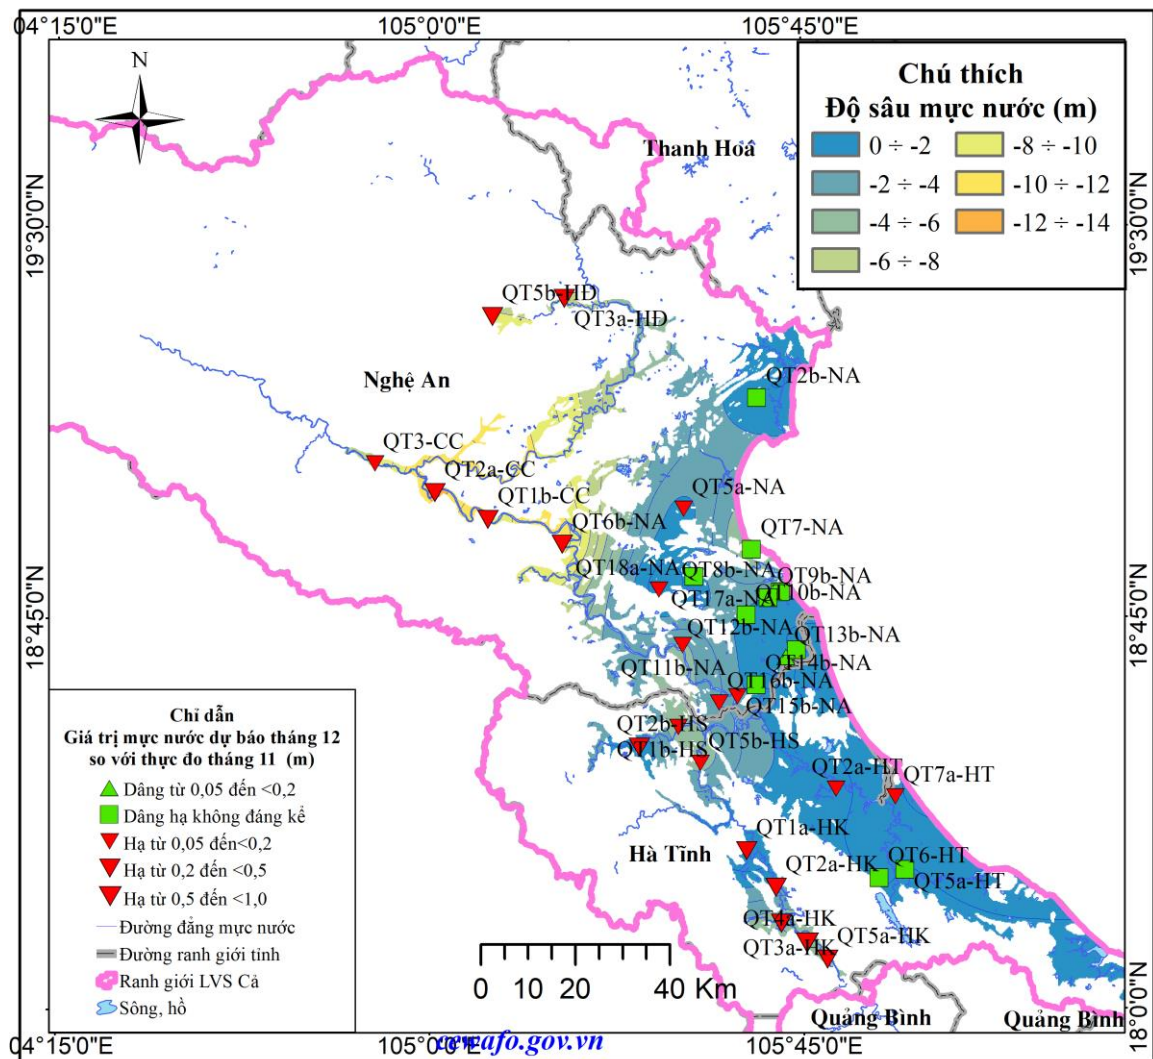 04°15'0"E 105°0'0"E 105°45'0"E
N
Chú thích
Độ sâu mực nước (m)
0 ÷ -2
-2 ÷ -4
-4 ÷ -6
-6 ÷ -8
-8 ÷ -10
-10 ÷ -12
-12 ÷ -14
Thanh Hoá
19°30'0"N
19°30'0"N
QT5b-HĐ
QT3a-HĐ
Nghệ An
QT2b-NA
QT3-CC
QT2a-CC
QT1b-CC
QT5a-NA
QT6b-NA
QT7-NA
QT18a-NA
QT8b-NA
QT9b-NA
QT17a-NA
QT10b-NA
18°45'0"N
18°45'0"N
QT12b-NA
QT13b-NA
QT11b-NA
QT14b-NA
QT16b-NA
QT15b-NA
QT2b-HS
QT1b-HS
QT5b-HS
QT2a-HT
QT7a-HT
Hà Tĩnh
QT1a-HK
QT2a-HK
QT6-HT
QT5a-HT
QT4a-HK
QT3a-HK
QT5a-HK
Chỉ dẫn
Giá trị mực nước dự báo tháng 12
so với thực đo tháng 11 (m)
Dâng từ 0,05 đến <0,2
Dâng hạ không đáng kể
Hạ từ 0,05 đến<0,2
Hạ từ 0,2 đến <0,5
Hạ từ 0,5 đến <1,0
Đường đẳng mực nước
Đường ranh giới tỉnh
Ranh giới LVS Cả
Sông, hồ
0 10 20 40 Km
18°0'0"N
18°0'0"N
Quảng Bình
Quảng Bình
04°15'0"E 105°0'0"E 105°45'0"E
cewafo.gov.vn